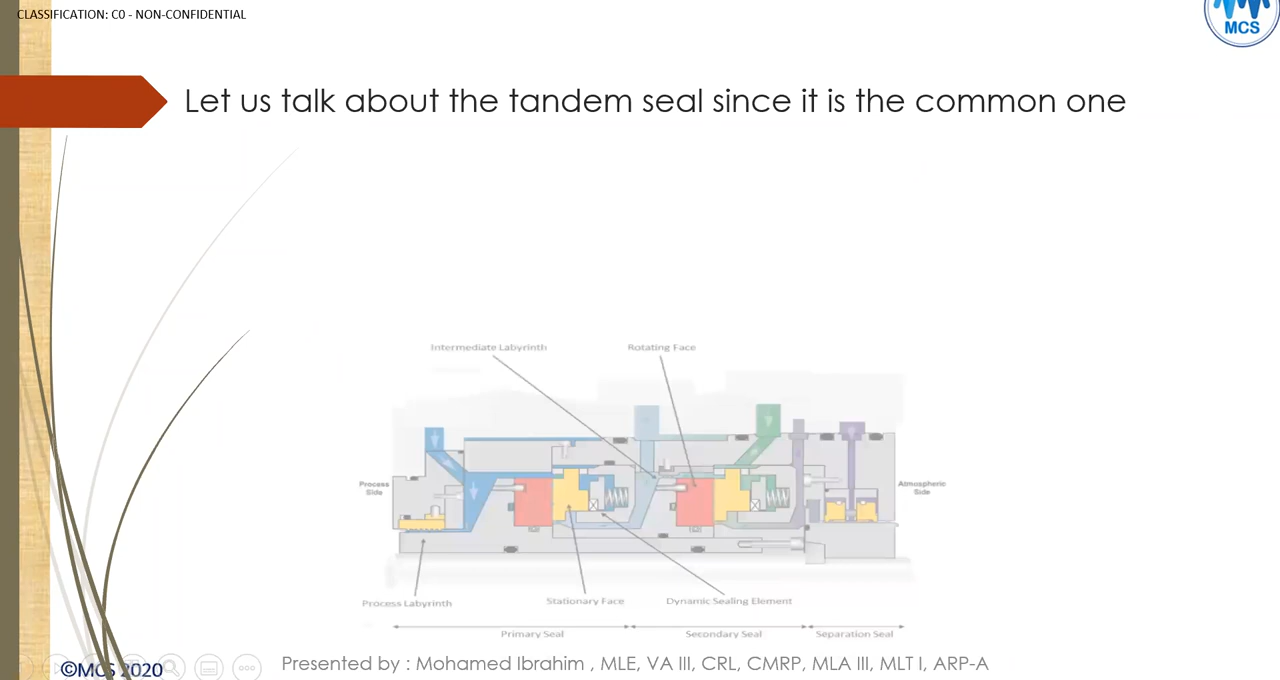 CLASSIFICATION: C0 - NON-CONFIDENTIAL
MCS
Let us talk about the tandem seal since it is the common one
Intermediate Labyrinth
Rotating Face
Process
Side
Atmospheric
Side
Process Labyrinth
Stationary Face
Dynamic Sealing Element
Primary Seal
Secondary Seal
Separation Seal
©MCS 2020
Presented by : Mohamed Ibrahim , MLE, VA III, CRL, CMRP, MLA III, MLT I, ARP-A